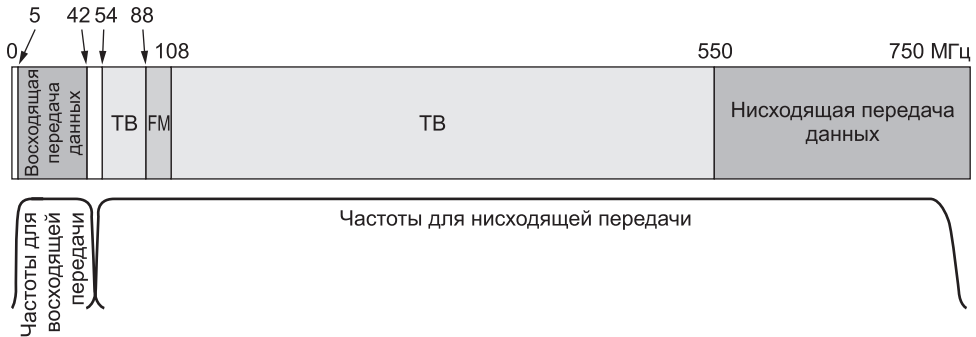 5 42 54 88
0 108 550 750 МГц
Восходящая
передача
данных
ТВ
FM
ТВ
Нисходящая передача
данных
Частоты для
восходящей
передачи
Частоты для нисходящей передачи